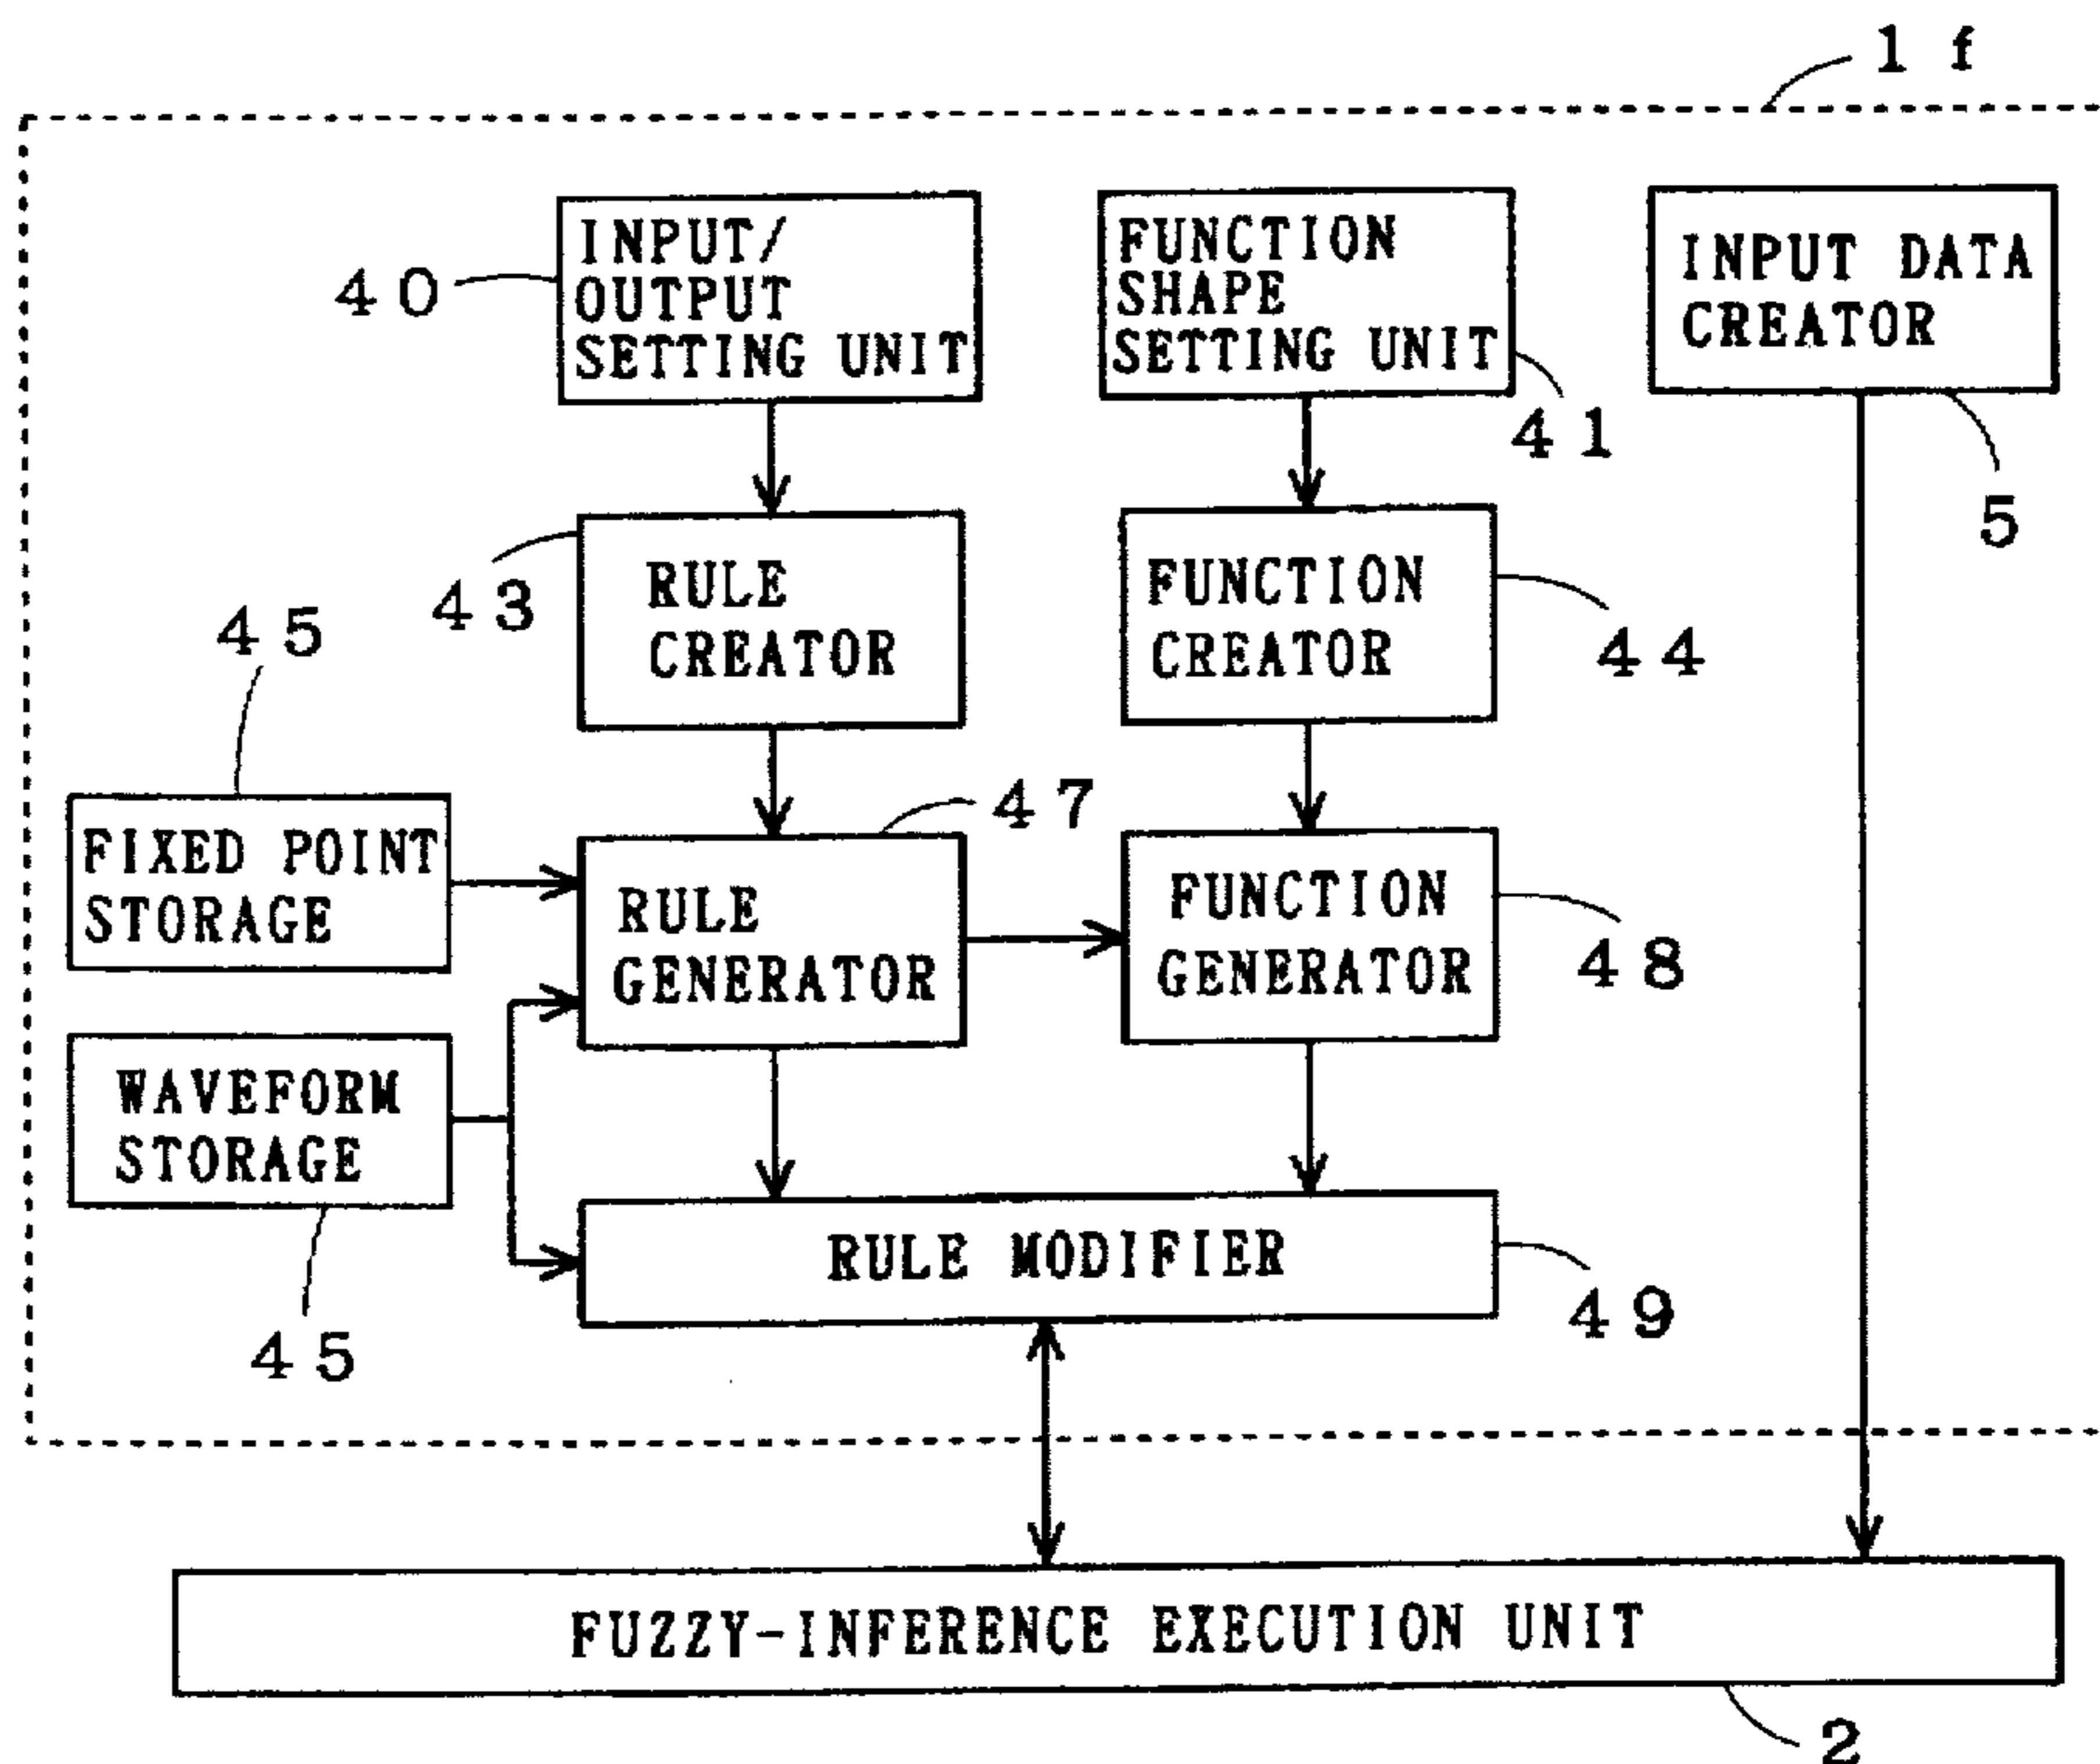 1 f
INPUT/
OUTPUT
SETTING UNIT
40
FUNCTION
SHAPE
SETTING UNIT
41
INPUT DATA
CREATOR
5
RULE
CREATOR
43
FUNCTION
CREATOR
44
45
FIXED POINT
STORAGE
RULE
GENERATOR
47
FUNCTION
GENERATOR
48
WAVEFORM
STORAGE
45
RULE MODIFIER
49
FUZZY-INFERENCE EXECUTION UNIT
2